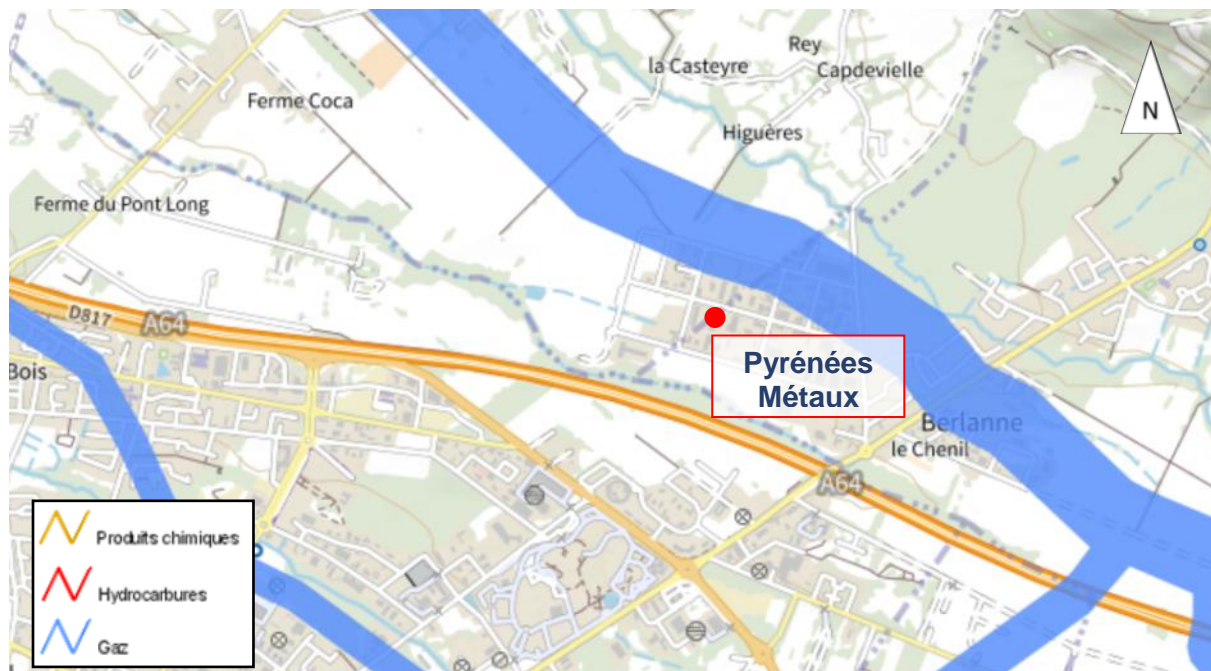 Rey
la Casteyre
Capdevielle
Ferme Coca
N
Higuères
Ferme du Pont Long
D817
A64
Pyrénées
Métaux
Bois
Berlanne
le Chenil
A64
Produits chimiques
Hydrocarbures
Gaz